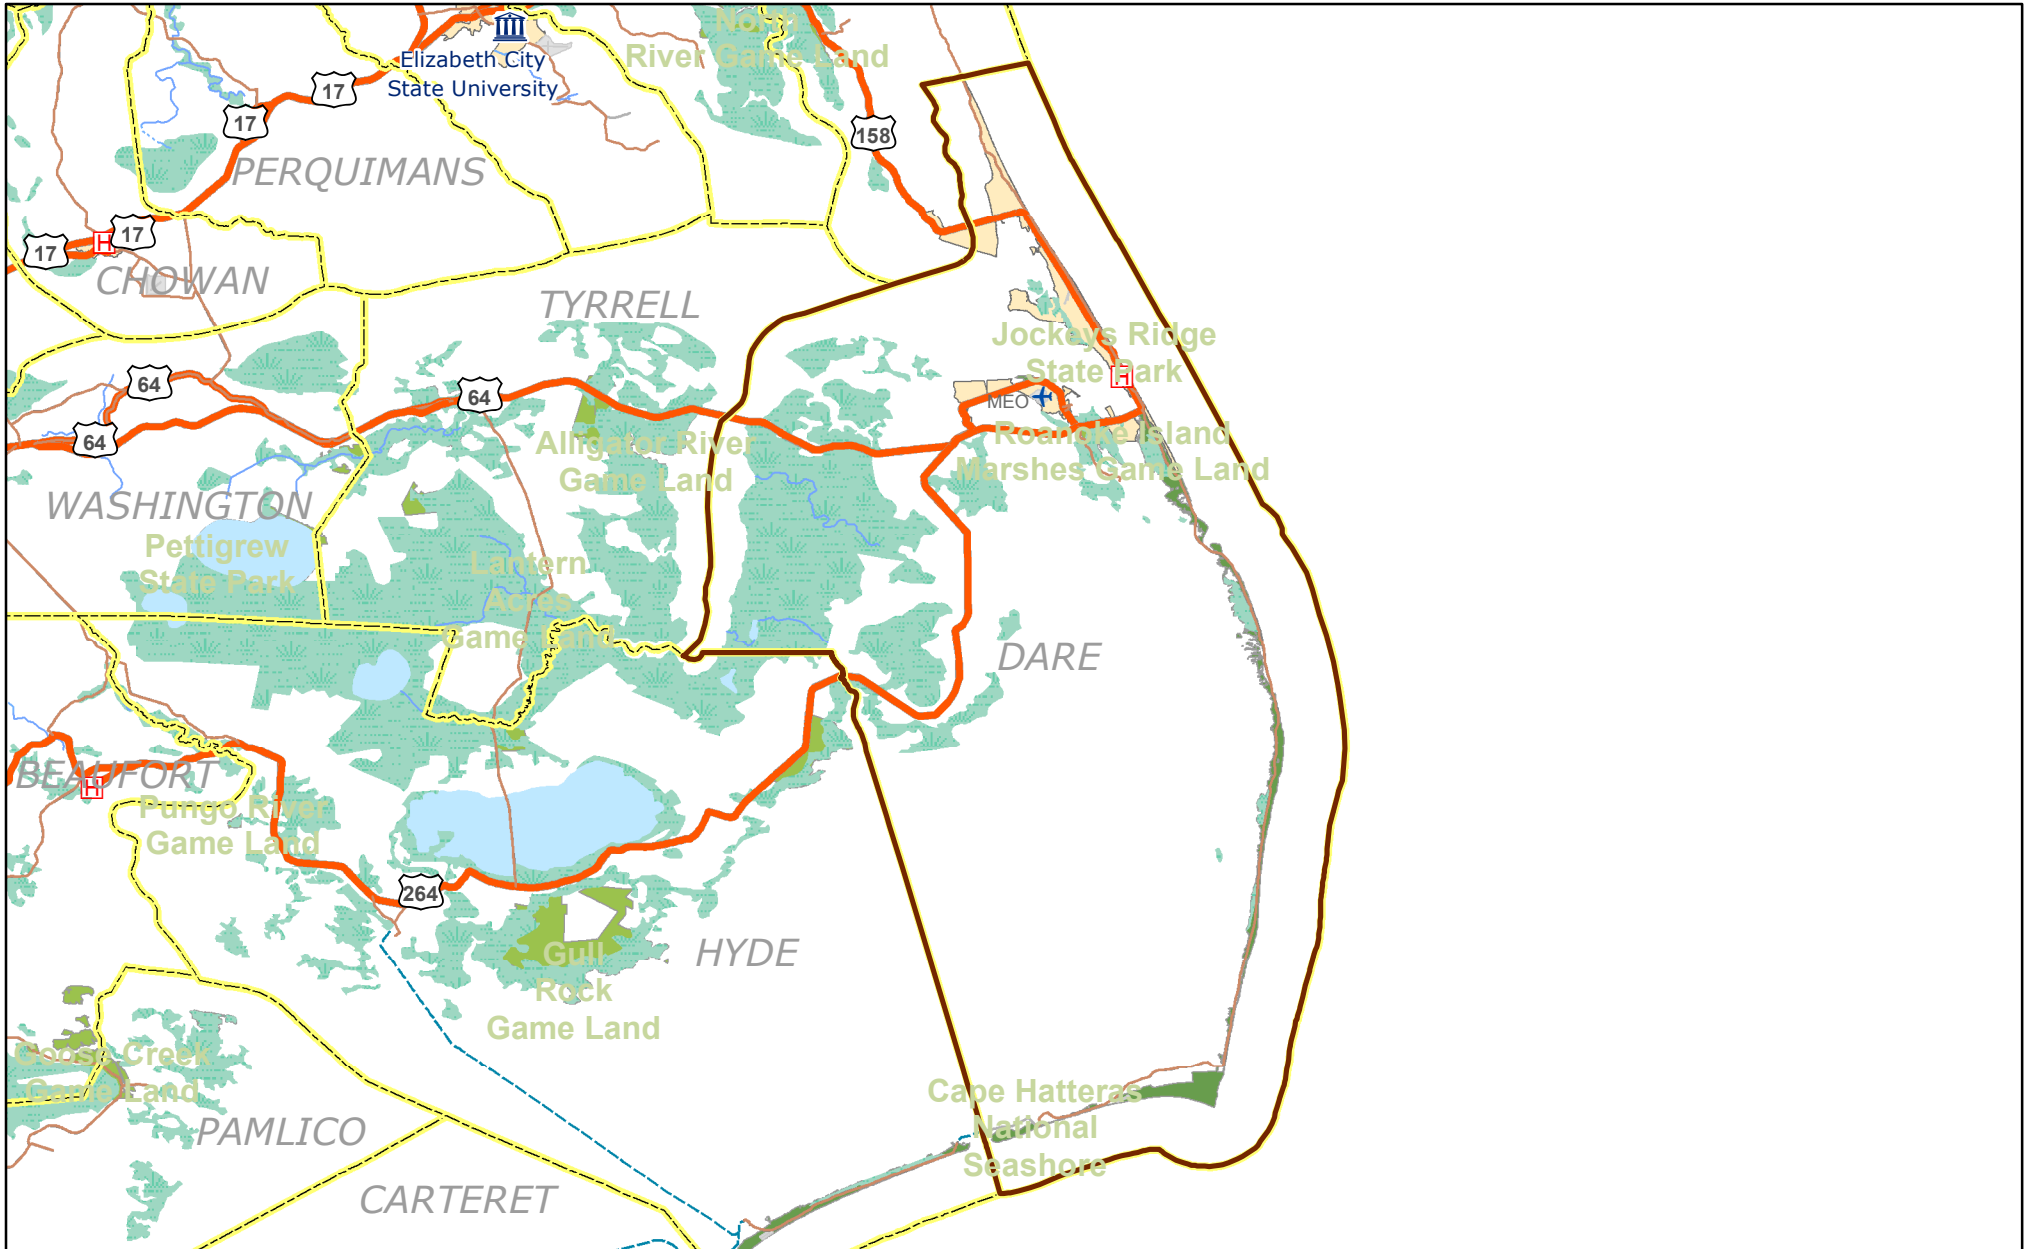 North
River Game Land
Elizabeth City
State University
17
17
158
PERQUIMANS
17
17
H
CHOWAN
TYRRELL
Jockeys Ridge
State Park
H
64
64
64
MEO
Roanoke Island
Marshes Game Land
Alligator River
Game Land
WASHINGTON
Pettigrew
State Park
Lantern
Acres
Game Land
DARE
BEAUFORT
H
Pungo River
Game Land
264
HYDE
Gull
Rock
Game Land
Goose Creek
Game Land
PAMLICO
Cape Hatteras
National
Seashore
CARTERET